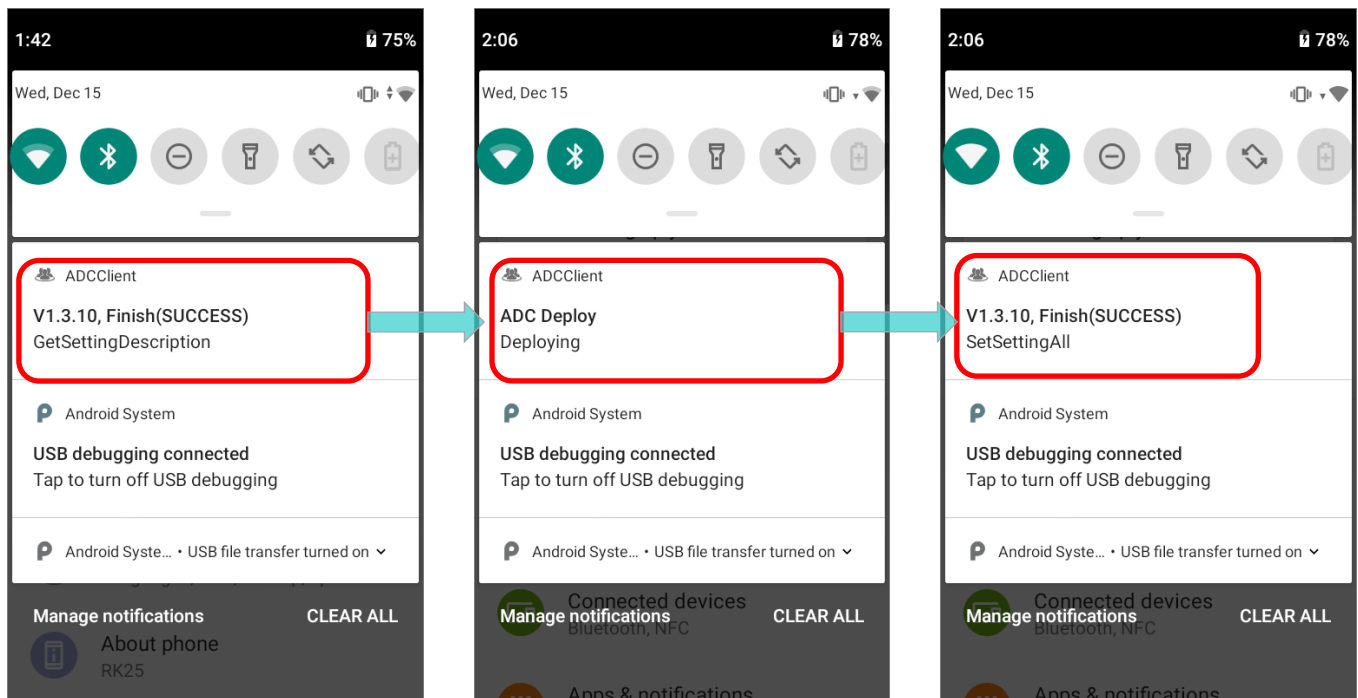 1:42
75%
Wed, Dec 15
ADCClient
V1.3.10, Finish(SUCCESS)
GetSettingDescription
Android System
USB debugging connected
Tap to turn off USB debugging
Android Syste… • USB file transfer turned on
Manage notifications
CLEAR ALL
About phone
RK25
2:06
78%
Wed, Dec 15
ADCClient
ADC Deploy
Deploying
Android System
USB debugging connected
Tap to turn off USB debugging
Android Syste… • USB file transfer turned on
Connected devices
Manage notifications
CLEAR ALL
Bluetooth, NFC
Apps & notifications
2:06
78%
Wed, Dec 15
ADCClient
V1.3.10, Finish(SUCCESS)
SetSettingAll
Android System
USB debugging connected
Tap to turn off USB debugging
Android Syste… • USB file transfer turned on
Connected devices
Manage notifications
CLEAR ALL
Bluetooth, NFC
Apps & notifications